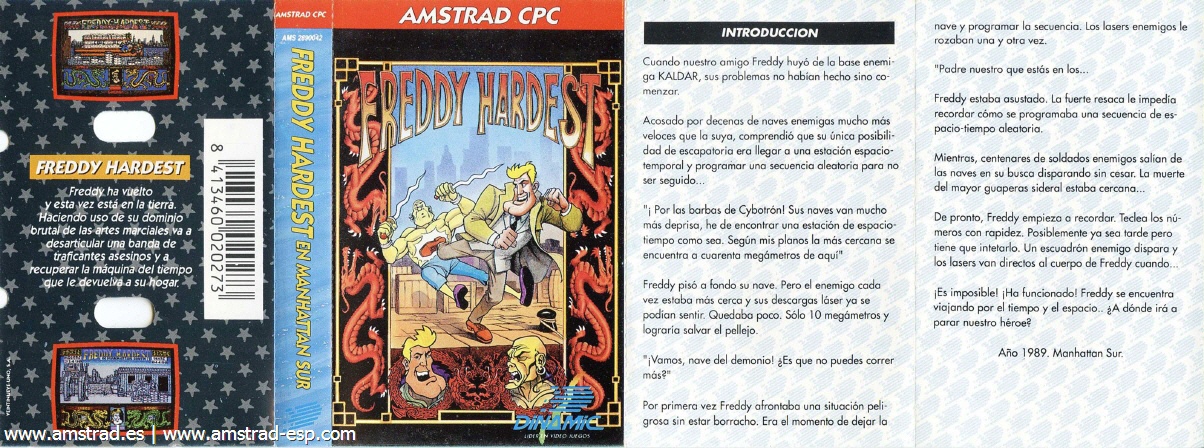 FREDDY HARDEST
FREDDY HARDEST
Freddy ha vuelto
y esta vez está en la tierra.
Haciendo uso de su dominio
brutal de las artes marciales va a
desarticular una banda de
traficantes asesinos y a
recuperar la máquina del tiempo
que le devuelva a su hogar.
8 413460 020273
FREDDY HARDEST
www.amstrad.es | www.amstrad-esp.com
AMSTRAD CPC
AMS 2890042
FREDDY HARDEST EN MANHATAN SUR
AMSTRAD CPC
FREDDY HARDEST
DINAMIC
LIDER EN VIDEO JUEGOS
INTRODUCCION
Cuando nuestro amigo Freddy huyó de la base enemi-
ga KALDAR, sus problemas no habían hecho sino co-
menzar.
Acosado por decenas de naves enemigas mucho más
veloces que la suya, comprendió que su única posibili-
dad de escapatoria era llegar a una estación espacio-
temporal y programar una secuencia aleatoria para no
ser seguido...
"¡ Por las barbas de Cybotrón! Sus naves van mucho
más deprisa, he de encontrar una estación de espacio-
tiempo como sea. Según mis planos la más cercana se
encuentra a cuarenta megámetros de aquí"
Freddy pisó a fondo su nave. Pero el enemigo cada
vez estaba más cerca y sus descargas láser ya se
podían sentir. Quedaba poco. Sólo 10 megámetros y
lograría salvar el pellejo.
"¡Vamos, nave del demonio! ¿Es que no puedes correr
más?"
Por primera vez Freddy afrontaba una situación peli-
grosa sin estar borracho. Era el momento de dejar la
nave y programar la secuencia. Los lasers enemigos le
rozaban una y otra vez.
"Padre nuestro que estás en los...
Freddy estaba asustado. La fuerte resaca le impedía
recordar cómo se programaba una secuencia de es-
pacio-tiempo aleatoria.
Mientras, centenares de soldados enemigos salían de
las naves en su busca disparando sin cesar. La muerte
del mayor guaperas sideral estaba cercana...
De pronto, Freddy empieza a recordar. Teclea los nú-
meros con rapidez. Posiblemente ya sea tarde pero
tiene que intetarlo. Un escuadrón enemigo dispara y
los lasers van directos al cuerpo de Freddy cuando...
¡Es imposible! ¡Ha funcionado! Freddy se encuentra
viajando por el tiempo y el espacio.. ¿A dónde irá a
parar nuestro héroe?
Año 1989. Manhattan Sur.